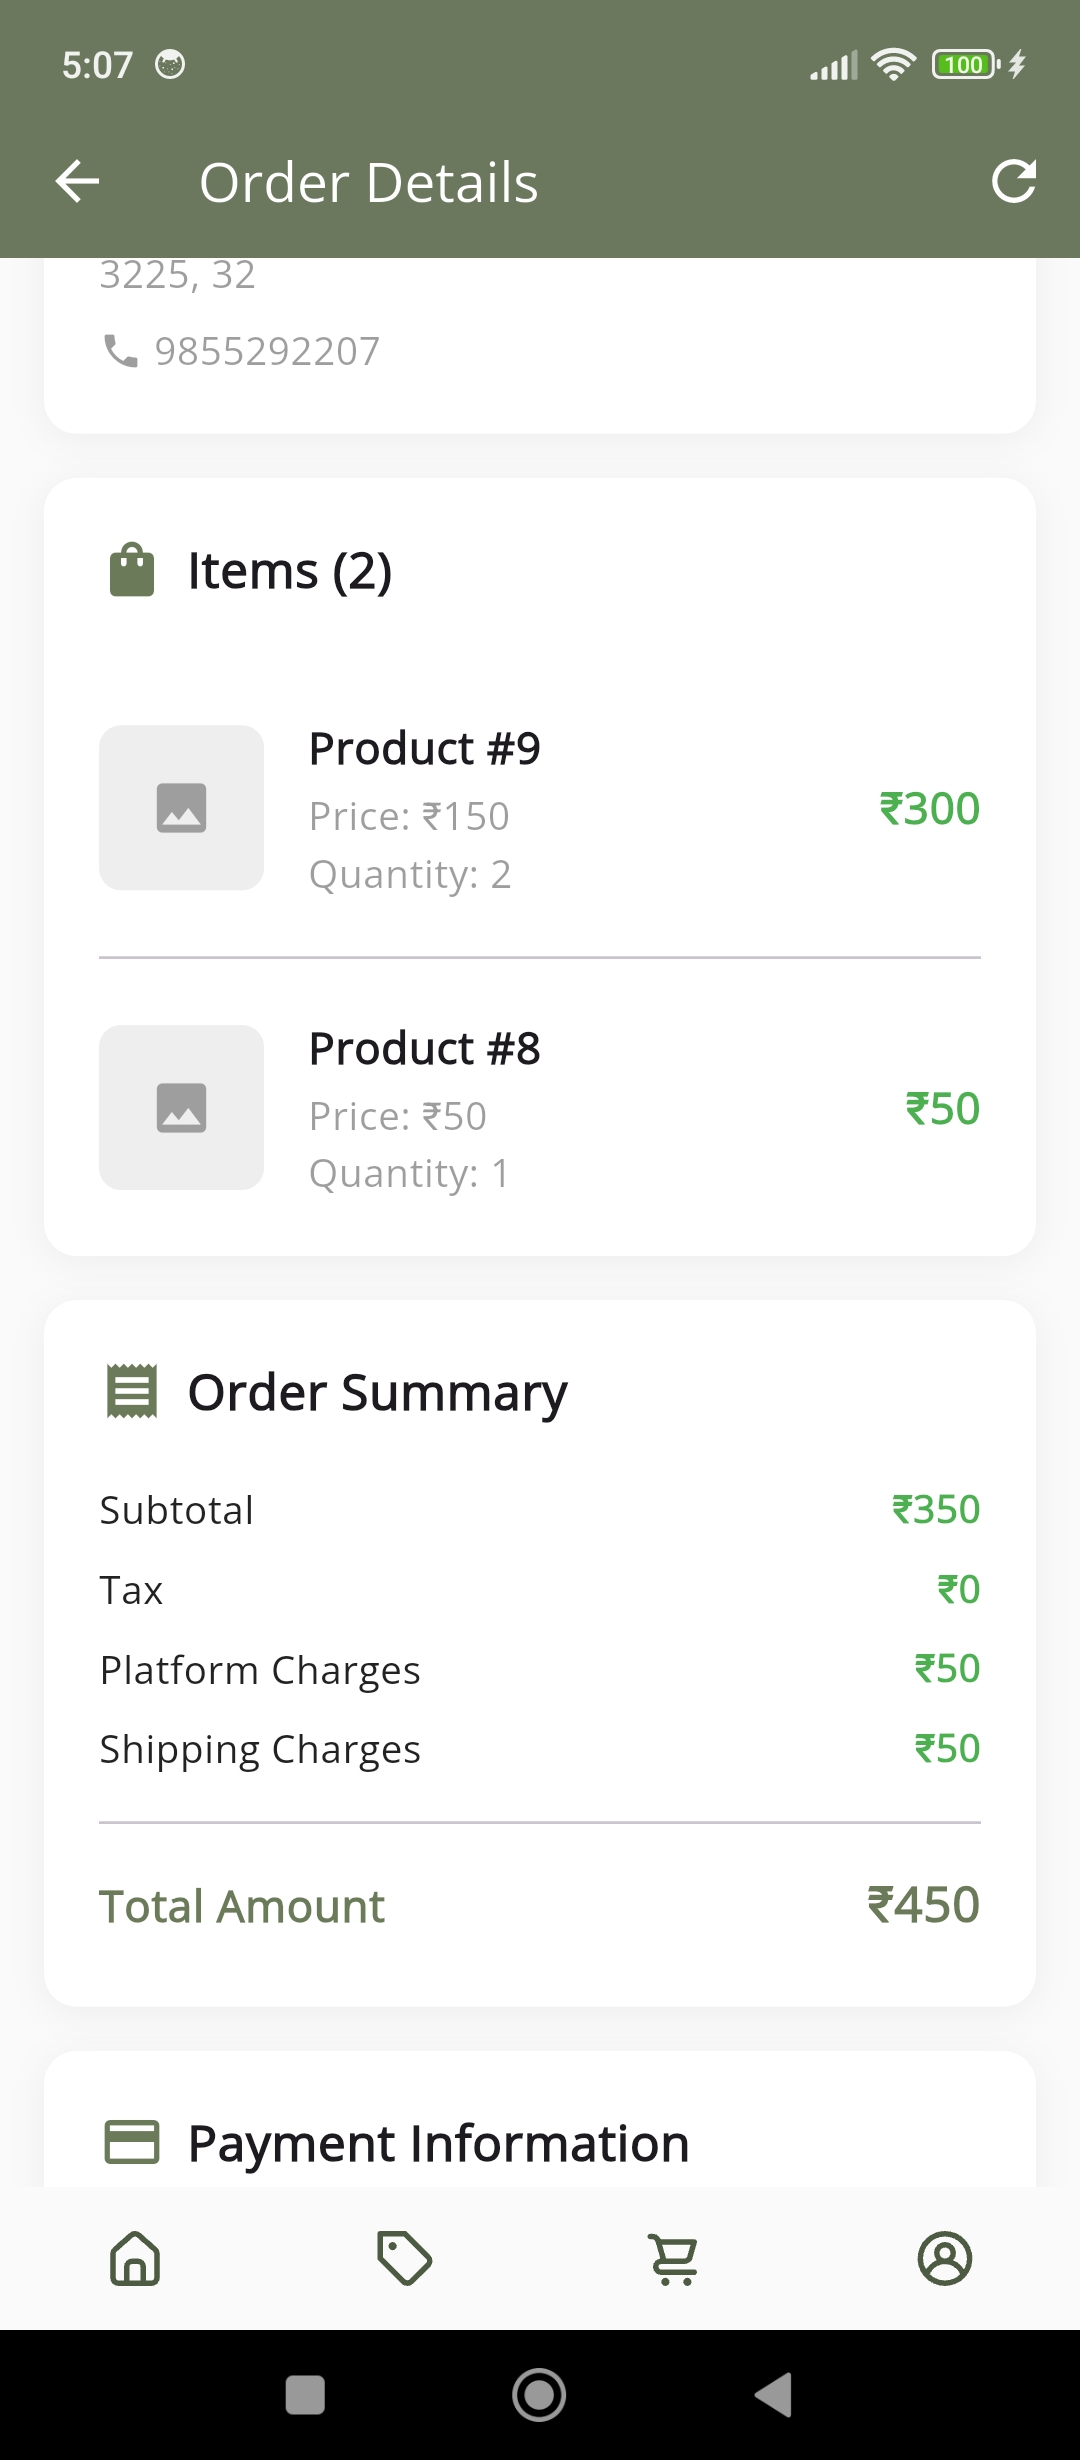 5:07
100
Order Details
3225, 32
9855292207
Items (2)
Product #9
Price: ₹150
Quantity: 2
₹300
Product #8
Price: ₹50
Quantity: 1
₹50
Order Summary
Subtotal ₹350
Tax ₹0
Platform Charges ₹50
Shipping Charges ₹50
Total Amount ₹450
Payment Information